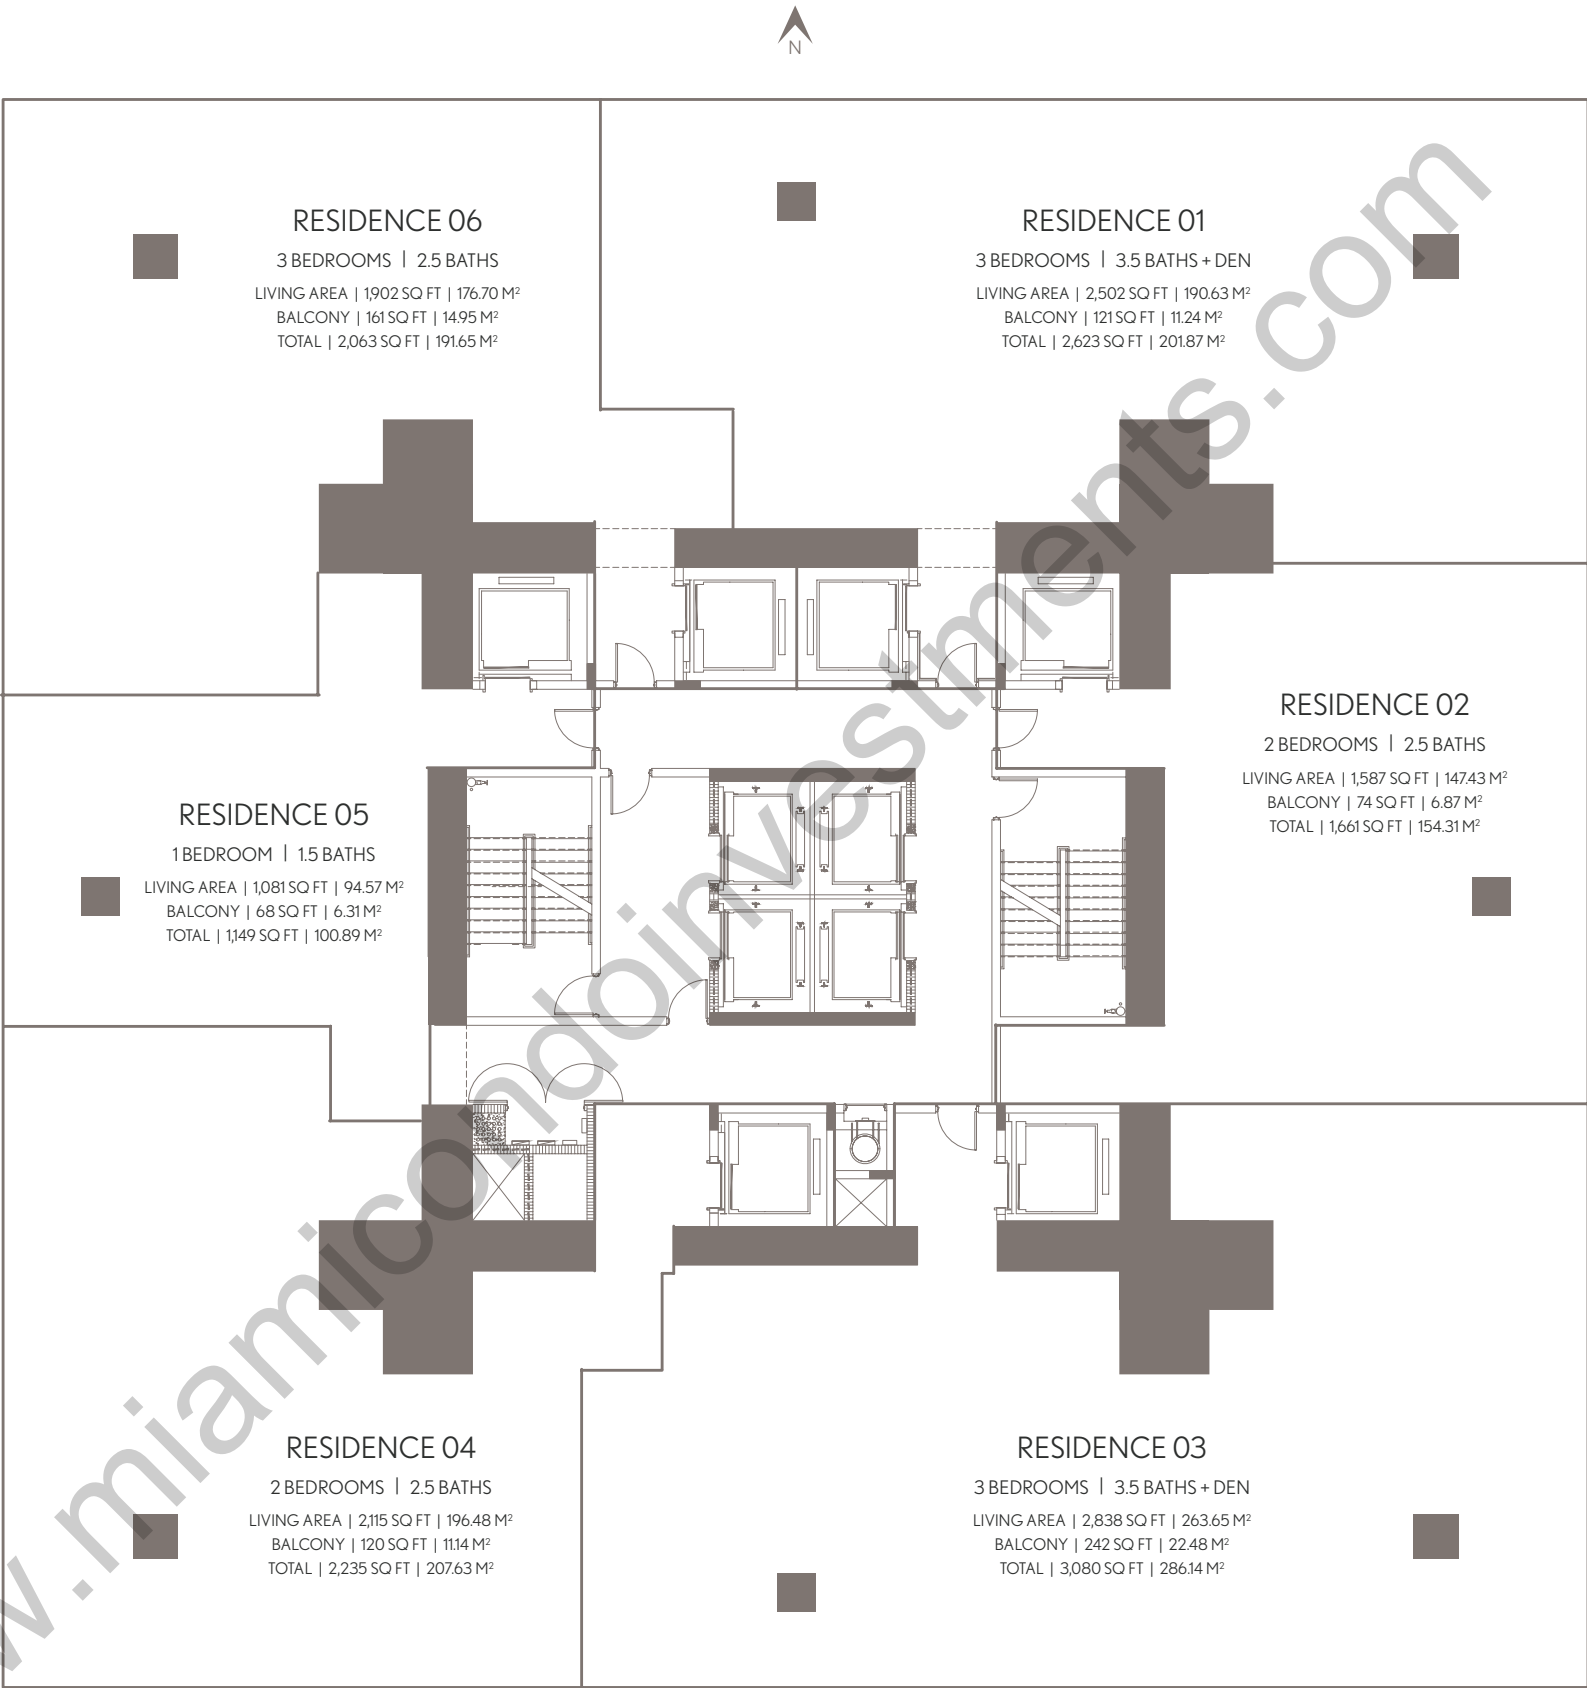 N
RESIDENCE 06
3 BEDROOMS | 2.5 BATHS
LIVING AREA | 1,902 SQ FT | 176.70 M²
BALCONY | 161 SQ FT | 14.95 M²
TOTAL | 2,063 SQ FT | 191.65 M²
RESIDENCE 01
3 BEDROOMS | 3.5 BATHS + DEN
LIVING AREA | 2,502 SQ FT | 190.63 M²
BALCONY | 121 SQ FT | 11.24 M²
TOTAL | 2,623 SQ FT | 201.87 M²
RESIDENCE 02
2 BEDROOMS | 2.5 BATHS
LIVING AREA | 1,587 SQ FT | 147.43 M²
BALCONY | 74 SQ FT | 6.87 M²
TOTAL | 1,661 SQ FT | 154.31 M²
RESIDENCE 05
1 BEDROOM | 1.5 BATHS
LIVING AREA | 1,081 SQ FT | 94.57 M²
BALCONY | 68 SQ FT | 6.31 M²
TOTAL | 1,149 SQ FT | 100.89 M²
RESIDENCE 04
2 BEDROOMS | 2.5 BATHS
LIVING AREA | 2,115 SQ FT | 196.48 M²
BALCONY | 120 SQ FT | 11.14 M²
TOTAL | 2,235 SQ FT | 207.63 M²
RESIDENCE 03
3 BEDROOMS | 3.5 BATHS + DEN
LIVING AREA | 2,838 SQ FT | 263.65 M²
BALCONY | 242 SQ FT | 22.48 M²
TOTAL | 3,080 SQ FT | 286.14 M²
w.miamicondoinvestments.com